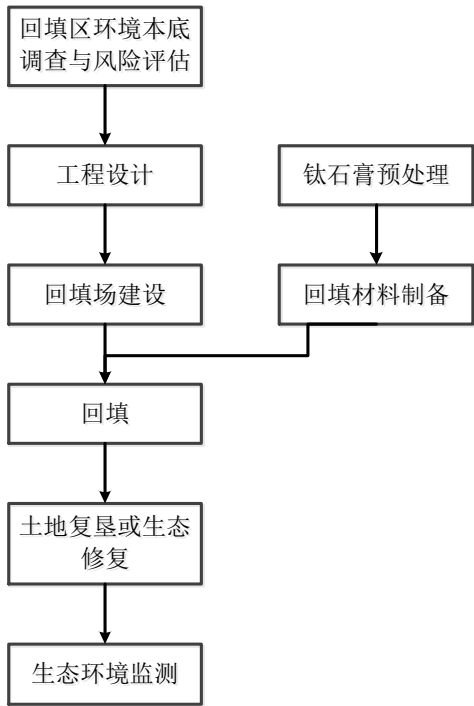 回填区环境本底
调查与风险评估
工程设计
钛石膏预处理
回填场建设
回填材料制备
回填
土地复垦或生态
修复
生态环境监测